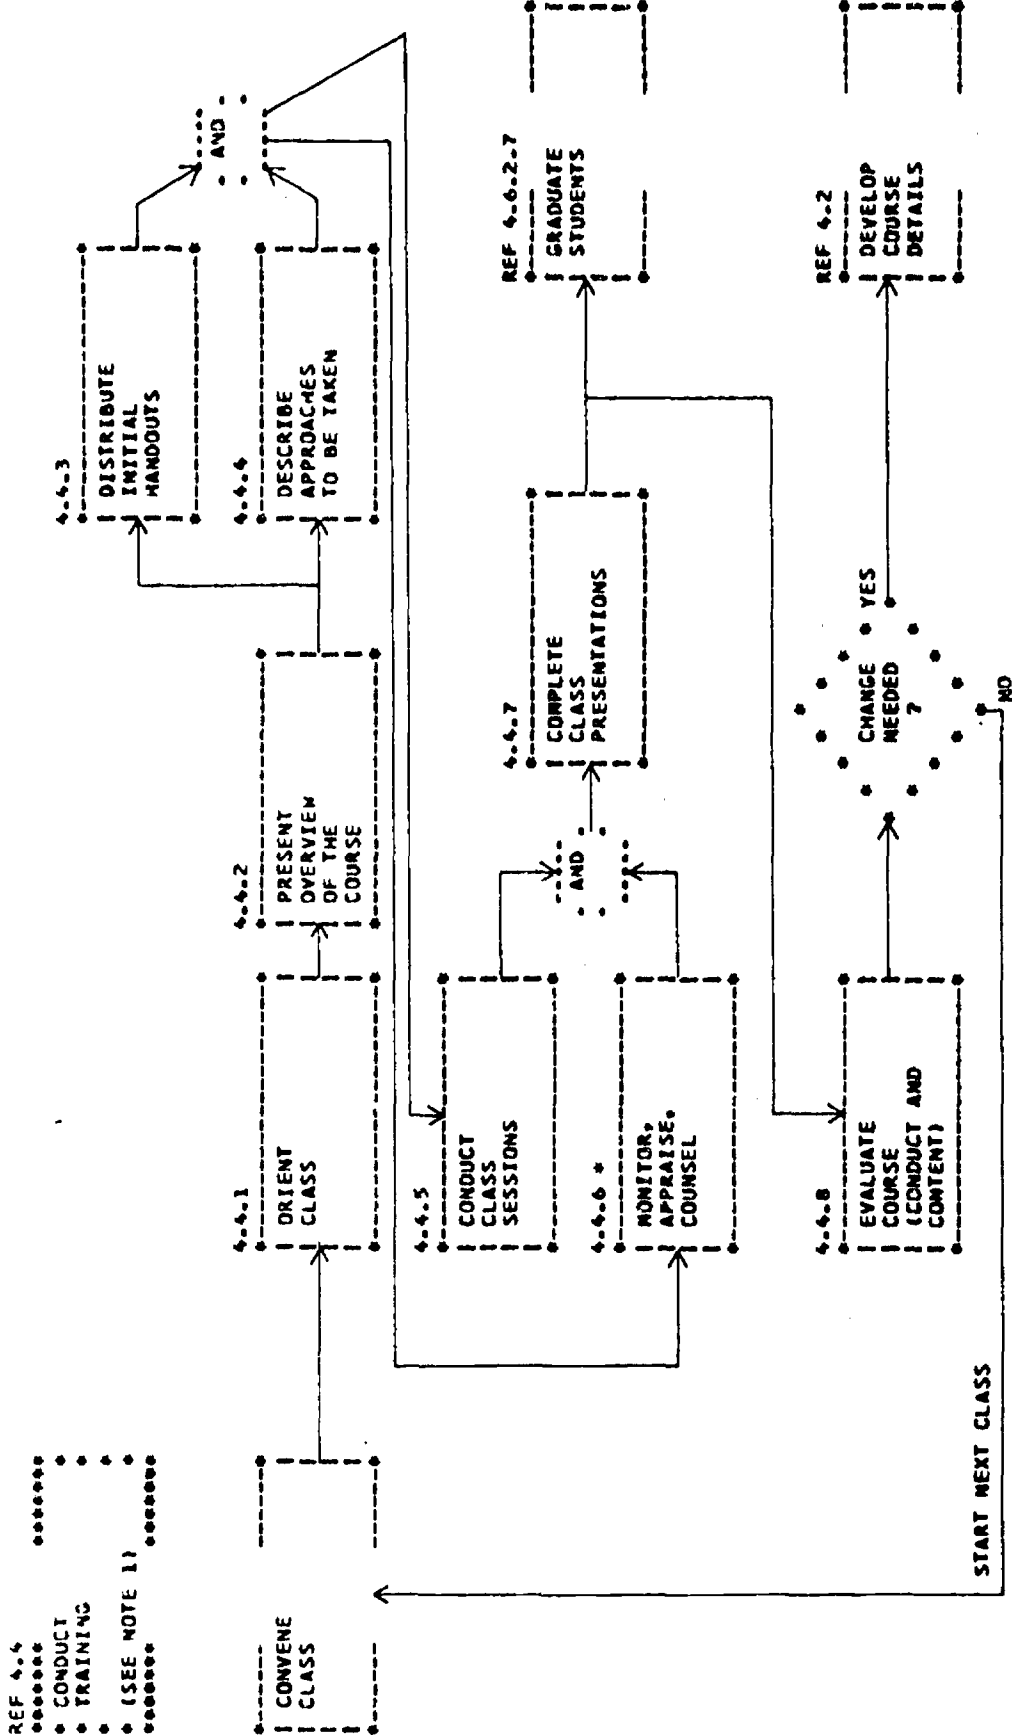 REF 4.4
CONDUCT
TRAINING
(SEE NOTE 1)
CONVENE
CLASS
4.4.1
ORIENT
CLASS
4.4.2
PRESENT
OVERVIEW
OF THE
COURSE
4.4.3
DISTRIBUTE
INITIAL
HANDOUTS
4.4.4
DESCRIBE
APPROACHES
TO BE TAKEN
AND
4.4.5
CONDUCT
CLASS
SESSIONS
4.4.6 *
MONITOR,
APPRAISE,
COUNSEL
AND
4.4.7
COMPLETE
CLASS
PRESENTATIONS
REF 4.6.2.7
GRADUATE
STUDENTS
4.4.8
EVALUATE
COURSE
(CONDUCT AND
CONTENT)
CHANGE
NEEDED
?
YES
NO
REF 4.2
DEVELOP
COURSE
DETAILS
START NEXT CLASS